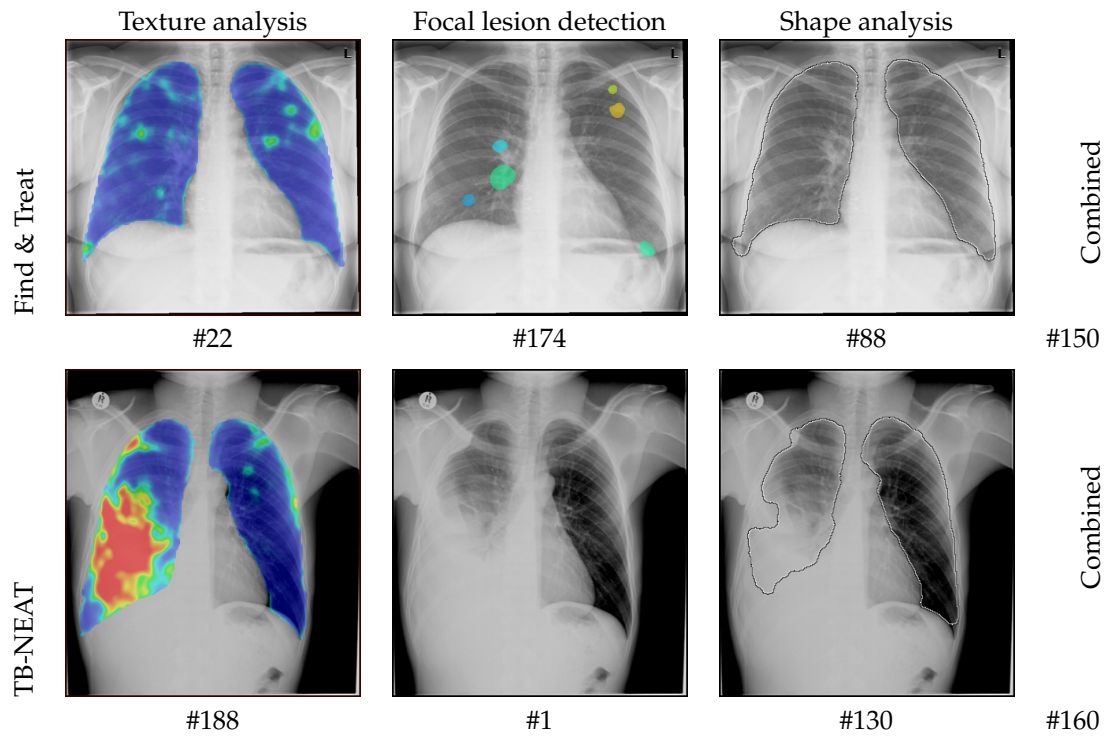 Texture analysis
Focal lesion detection
Shape analysis
Find & Treat
L
L
L
Combined
#22
#174
#88
#150
TB-NEAT
Combined
#188
#1
#130
#160